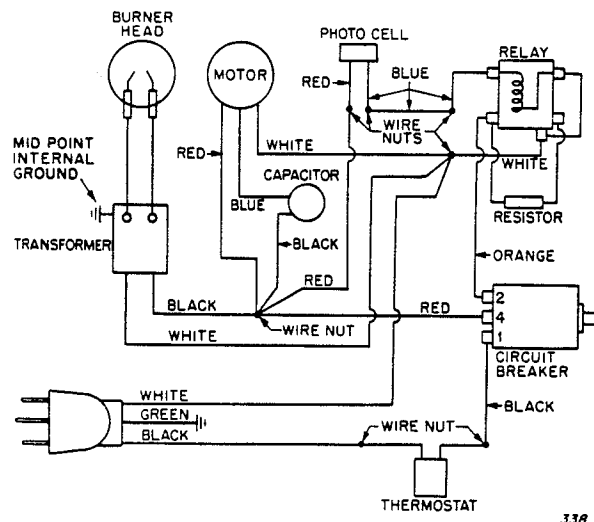 BURNER
HEAD
MOTOR
PHOTO CELL
RELAY
RED
BLUE
WIRE
NUTS
RED
WHITE
WHITE
MID POINT
INTERNAL
GROUND
CAPACITOR
BLUE
RESISTOR
TRANSFORMER
BLACK
ORANGE
RED
BLACK
RED
2
4
1
WHITE
WIRE NUT
CIRCUIT
BREAKER
WHITE
GREEN
BLACK
BLACK
WIRE NUT
THERMOSTAT
338